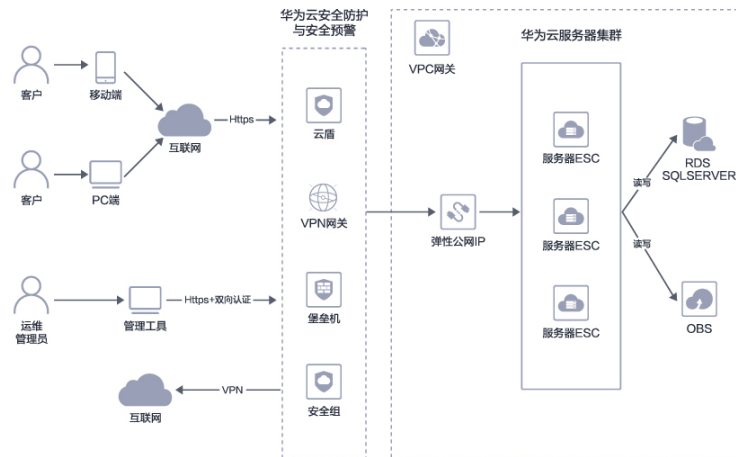 华为云安全防护
与安全预警
客户
移动端
互联网
Https
客户
PC端
运维
管理员
管理工具
Https+双向认证
互联网
VPN
云盾
VPN网关
堡垒机
安全组
VPC网关
弹性公网IP
华为云服务器集群
服务器ESC
服务器ESC
服务器ESC
读写
读写
RDS
SQLSERVER
OBS